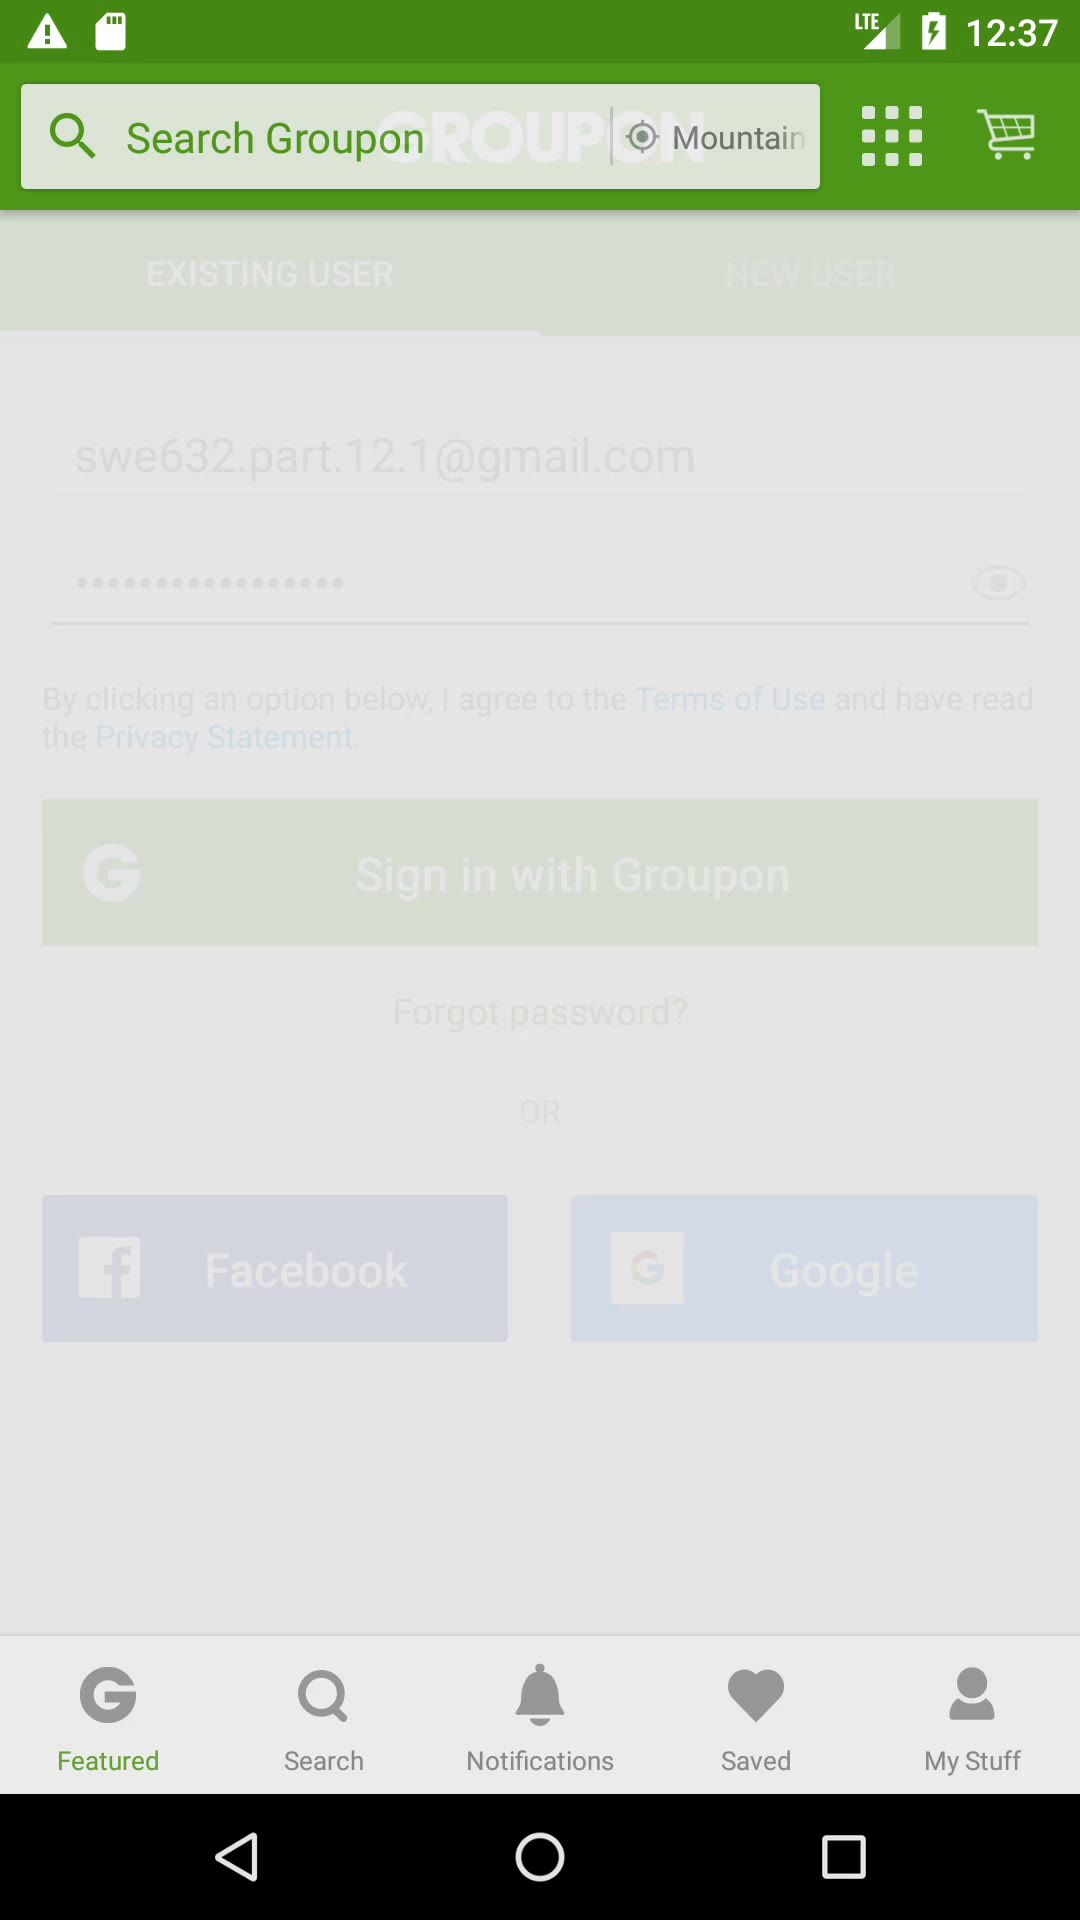 LTE 12:37
Search Groupon GROUPON Mountain
EXISTING USER NEW USER
swe632.part.12.1@gmail.com
•••••••••••••••••
By clicking an option below, I agree to the Terms of Use and have read
the Privacy Statement.
G Sign in with Groupon
Forgot password?
OR
f Facebook G Google
G
Featured Search Notifications Saved My Stuff